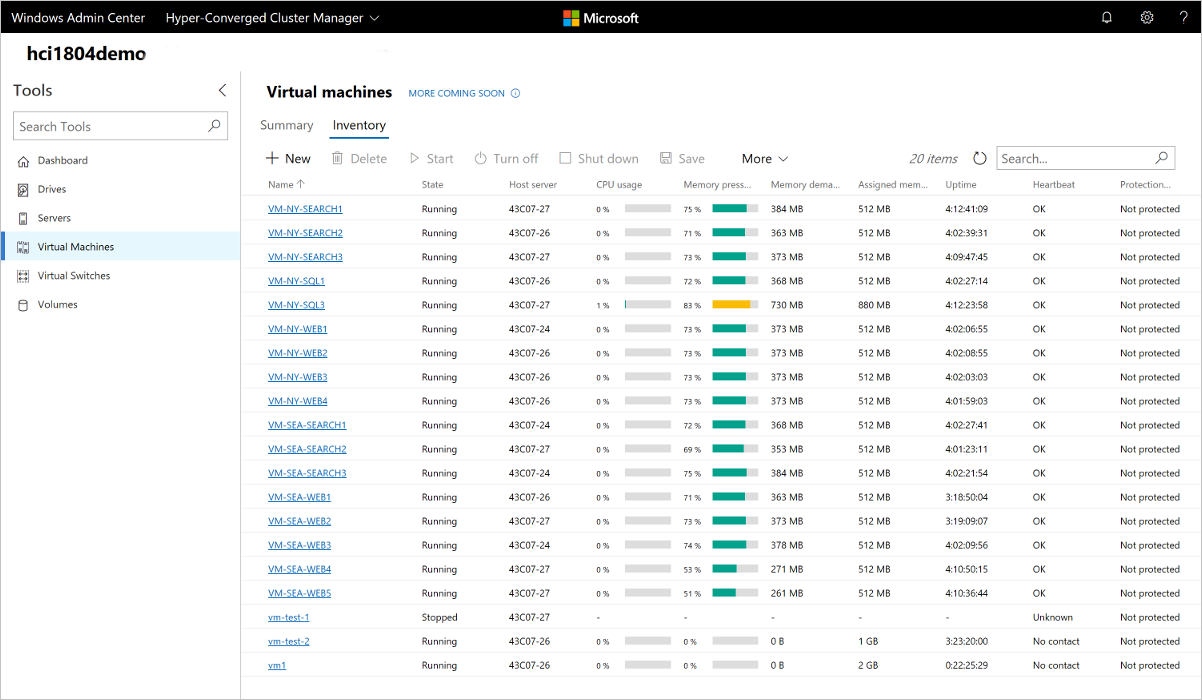 Windows Admin Center Hyper-Converged Cluster Manager Microsoft ?
hci1804demo
Tools
Search Tools
Dashboard
Drives
Servers
Virtual Machines
Virtual Switches
Volumes
Virtual machines MORE COMING SOON
Summary Inventory
New Delete Start Turn off Shut down Save More 20 items Search...
Name State Host server CPU usage Memory press... Memory dema... Assigned mem... Uptime Heartbeat Protection...
VM-NY-SEARCH1 Running 43C07-27 0 % 75 % 384 MB 512 MB 4:12:41:09 OK Not protected
VM-NY-SEARCH2 Running 43C07-26 0 % 71 % 363 MB 512 MB 4:02:39:31 OK Not protected
VM-NY-SEARCH3 Running 43C07-26 0 % 73 % 373 MB 512 MB 4:09:47:45 OK Not protected
VM-NY-SQL1 Running 43C07-26 0 % 72 % 368 MB 512 MB 4:02:27:14 OK Not protected
VM-NY-SQL3 Running 43C07-27 1 % 83 % 730 MB 880 MB 4:12:23:58 OK Not protected
VM-NY-WEB1 Running 43C07-24 0 % 73 % 373 MB 512 MB 4:02:06:55 OK Not protected
VM-NY-WEB2 Running 43C07-26 0 % 73 % 373 MB 512 MB 4:02:08:55 OK Not protected
VM-NY-WEB3 Running 43C07-26 0 % 73 % 373 MB 512 MB 4:02:03:03 OK Not protected
VM-NY-WEB4 Running 43C07-26 0 % 73 % 373 MB 512 MB 4:01:59:03 OK Not protected
VM-SEA-SEARCH1 Running 43C07-24 0 % 72 % 368 MB 512 MB 4:02:27:41 OK Not protected
VM-SEA-SEARCH2 Running 43C07-27 0 % 69 % 353 MB 512 MB 4:01:23:11 OK Not protected
VM-SEA-SEARCH3 Running 43C07-24 0 % 75 % 384 MB 512 MB 4:02:21:54 OK Not protected
VM-SEA-WEB1 Running 43C07-26 0 % 71 % 363 MB 512 MB 3:18:50:04 OK Not protected
VM-SEA-WEB2 Running 43C07-27 0 % 73 % 373 MB 512 MB 3:19:09:07 OK Not protected
VM-SEA-WEB3 Running 43C07-24 0 % 74 % 378 MB 512 MB 4:02:09:56 OK Not protected
VM-SEA-WEB4 Running 43C07-27 0 % 53 % 271 MB 512 MB 4:10:50:15 OK Not protected
VM-SEA-WEB5 Running 43C07-27 0 % 51 % 261 MB 512 MB 4:10:36:44 OK Not protected
vm-test-1 Stopped 43C07-27 - - - - - Unknown Not protected
vm-test-2 Running 43C07-26 0 % 0 % 0 B 1 GB 3:23:20:00 No contact Not protected
vm1 Running 43C07-26 0 % 0 % 0 B 2 GB 0:22:25:29 No contact Not protected